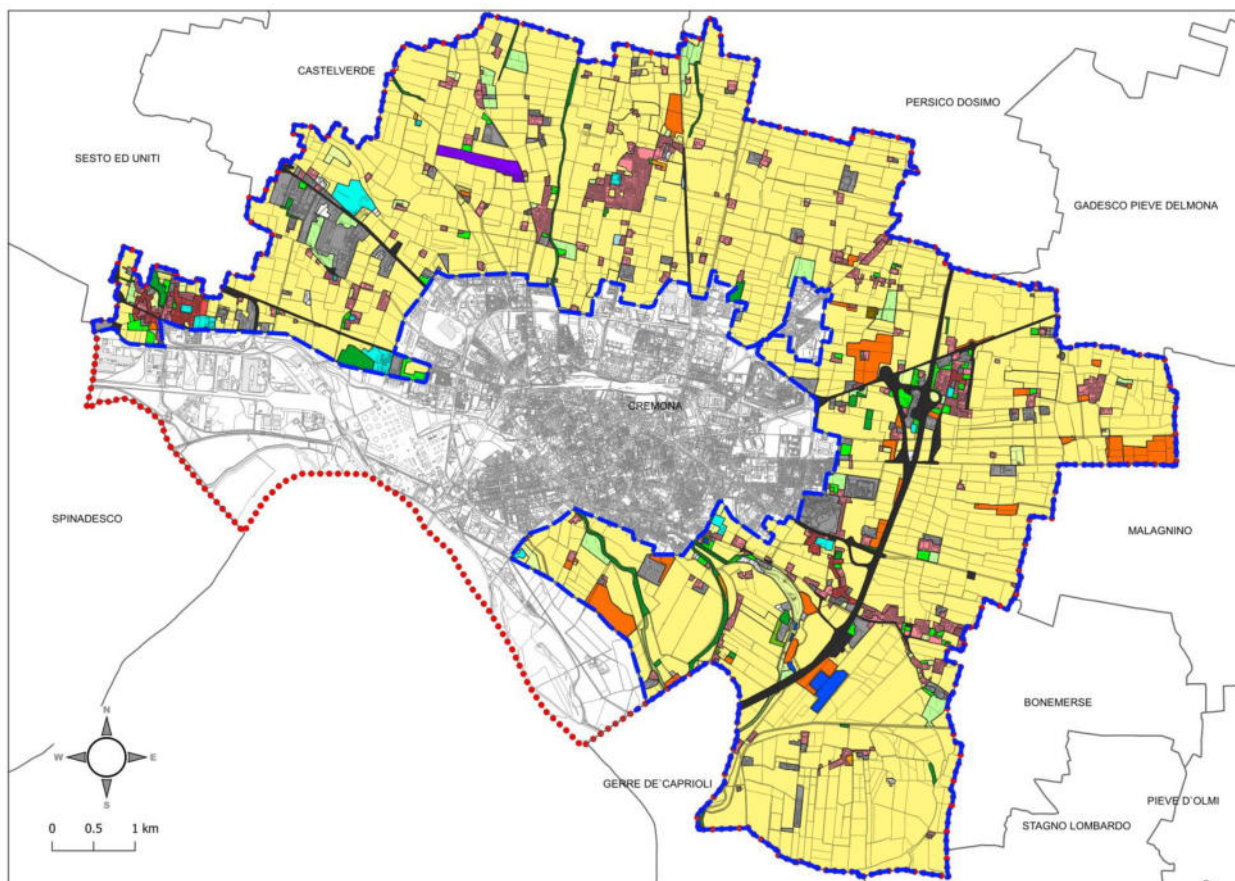 CASTELVERDE
PERSICO DOSIMO
SESTO ED UNITI
GADESCO PIEVE DELMONA
CREMONA
SPINADESCO
MALAGNINO
BONEMERSE
N
W E
S
GERRE DE`CAPRIOLI
PIEVE D`OLMI
STAGNO LOMBARDO
0 0.5 1 km